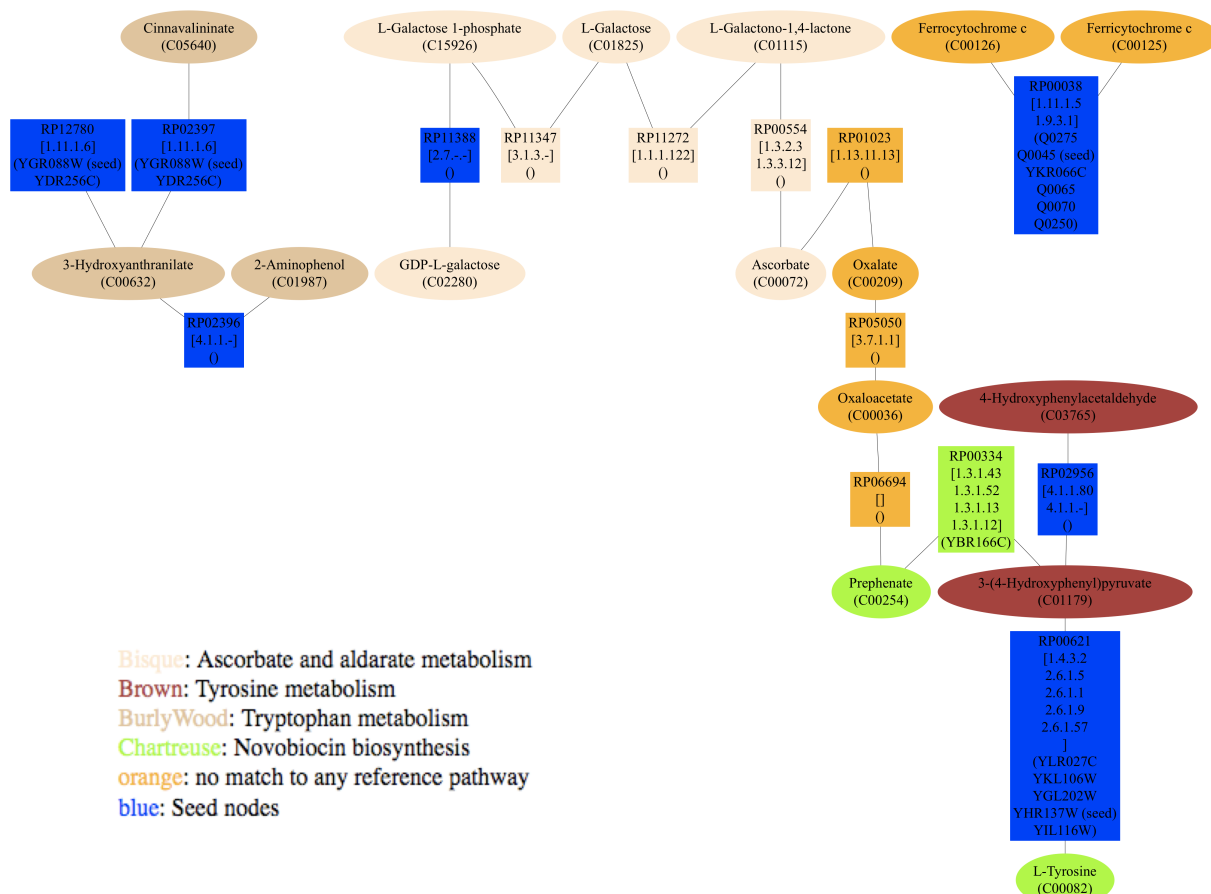 Cinnavalininate
(C05640)
L-Galactose 1-phosphate
(C15926)
L-Galactose
(C01825)
L-Galactono-1,4-lactone
(C01115)
Ferrocytochrome c
(C00126)
Ferricytochrome c
(C00125)
RP12780
[1.11.1.6]
(YGR088W (seed)
YDR256C)
RP02397
[1.11.1.6]
(YGR088W (seed)
YDR256C)
RP11388
[2.7.-.-]
()
RP11347
[3.1.3.-]
()
RP11272
[1.1.1.122]
()
RP00554
[1.3.2.3
1.3.3.12]
()
RP01023
[1.13.11.13]
()
RP00038
[1.11.1.5
1.9.3.1]
(Q0275
Q0045 (seed)
YKR066C
Q0065
Q0070
Q0250)
3-Hydroxyanthranilate
(C00632)
2-Aminophenol
(C01987)
GDP-L-galactose
(C02280)
Ascorbate
(C00072)
Oxalate
(C00209)
RP02396
[4.1.1.-]
()
RP05050
[3.7.1.1]
()
Oxaloacetate
(C00036)
4-Hydroxyphenylacetaldehyde
(C03765)
RP06694
[]
()
RP00334
[1.3.1.43
1.3.1.52
1.3.1.13
1.3.1.12]
(YBR166C)
RP02956
[4.1.1.80
4.1.1.-]
()
Prephenate
(C00254)
3-(4-Hydroxyphenyl)pyruvate
(C01179)
RP00621
[1.4.3.2
2.6.1.5
2.6.1.1
2.6.1.9
2.6.1.57
]
(YLR027C
YKL106W
YGL202W
YHR137W (seed)
YIL116W)
L-Tyrosine
(C00082)
Bisque: Ascorbate and aldarate metabolism
Brown: Tyrosine metabolism
BurlyWood: Tryptophan metabolism
Chartreuse: Novobiocin biosynthesis
orange: no match to any reference pathway
blue: Seed nodes